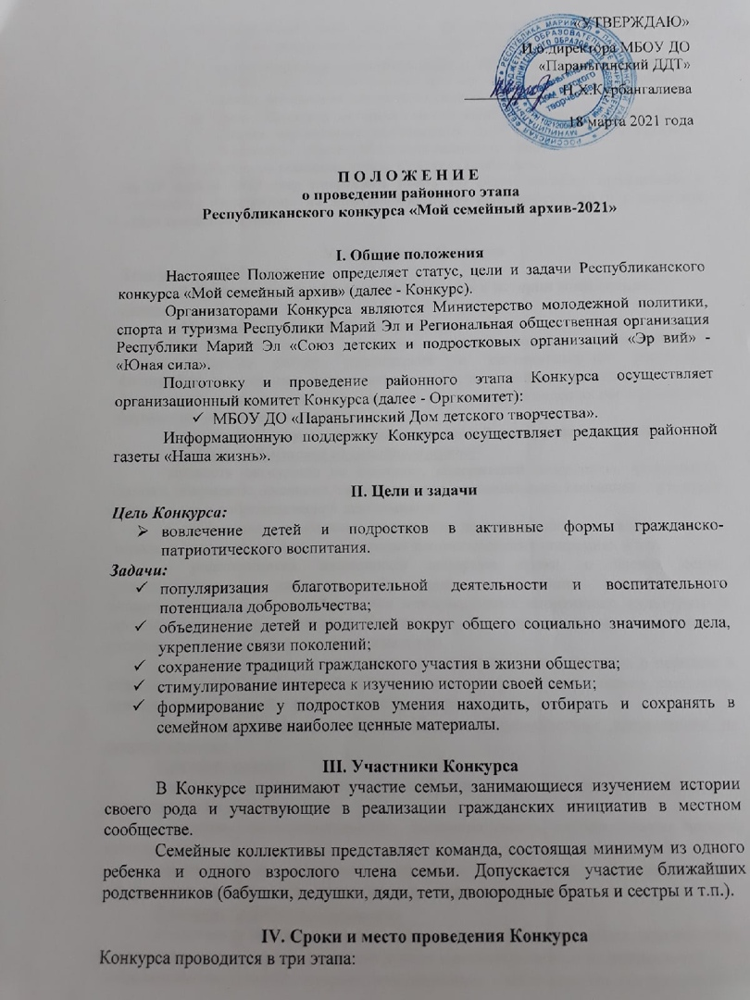 «УТВЕРЖДАЮ»
И.о.директора МБОУ ДО
«Параньгинский ДДТ»
Н.Х.Курбангалиева
18 марта 2021 года
П О Л О Ж Е Н И Е
о проведении районного этапа
Республиканского конкурса «Мой семейный архив-2021»
I. Общие положения
Настоящее Положение определяет статус, цели и задачи Республиканского
конкурса «Мой семейный архив» (далее - Конкурс).
Организаторами Конкурса являются Министерство молодежной политики,
спорта и туризма Республики Марий Эл и Региональная общественная организация
Республики Марий Эл «Союз детских и подростковых организаций «Эр вий» -
«Юная сила».
Подготовку и проведение районного этапа Конкурса осуществляет
организационный комитет Конкурса (далее - Оргкомитет):
✓ МБОУ ДО «Параньгинский Дом детского творчества».
Информационную поддержку Конкурса осуществляет редакция районной
газеты «Наша жизнь».
II. Цели и задачи
Цель Конкурса:
➢ вовлечение детей и подростков в активные формы гражданско-
патриотического воспитания.
Задачи:
✓ популяризация благотворительной деятельности и воспитательного
потенциала добровольчества;
✓ объединение детей и родителей вокруг общего социально значимого дела,
укрепление связи поколений;
✓ сохранение традиций гражданского участия в жизни общества;
✓ стимулирование интереса к изучению истории своей семьи;
✓ формирование у подростков умения находить, отбирать и сохранять в
семейном архиве наиболее ценные материалы.
III. Участники Конкурса
В Конкурсе принимают участие семьи, занимающиеся изучением истории
своего рода и участвующие в реализации гражданских инициатив в местном
сообществе.
Семейные коллективы представляет команда, состоящая минимум из одного
ребенка и одного взрослого члена семьи. Допускается участие ближайших
родственников (бабушки, дедушки, дяди, тети, двоюродные братья и сестры и т.п.).
IV. Сроки и место проведения Конкурса
Конкурса проводится в три этапа: